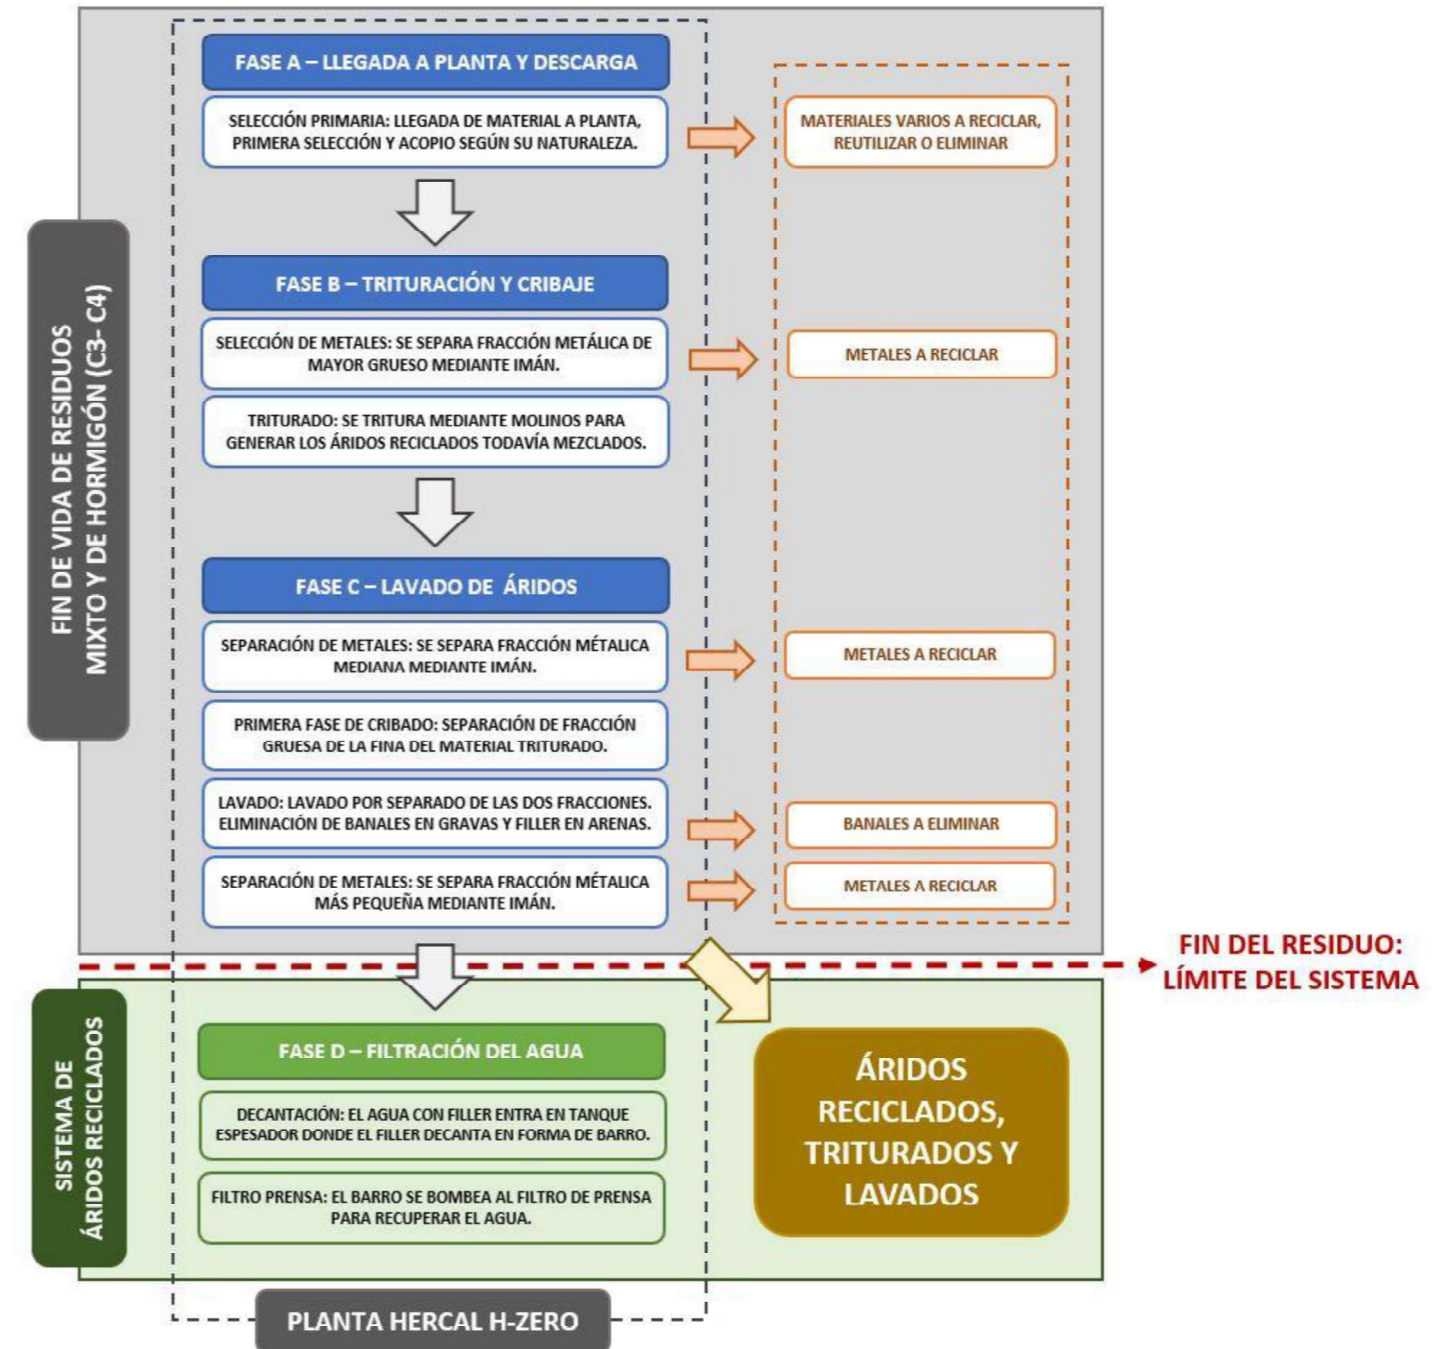 FASE A – LLEGADA A PLANTA Y DESCARGA
SELECCIÓN PRIMARIA: LLEGADA DE MATERIAL A PLANTA,
PRIMERA SELECCIÓN Y ACOPIO SEGÚN SU NATURALEZA.
MATERIALES VARIOS A RECICLAR,
REUTILIZAR O ELIMINAR
FIN DE VIDA DE RESIDUOS
MIXTO Y DE HORMIGÓN (C3- C4)
FASE B – TRITURACIÓN Y CRIBAJE
SELECCIÓN DE METALES: SE SEPARA FRACCIÓN METÁLICA DE
MAYOR GRUESO MEDIANTE IMÁN.
METALES A RECICLAR
TRITURADO: SE TRITURA MEDIANTE MOLINOS PARA
GENERAR LOS ÁRIDOS RECICLADOS TODAVÍA MEZCLADOS.
FASE C – LAVADO DE ÁRIDOS
SEPARACIÓN DE METALES: SE SEPARA FRACCIÓN MÉTALICA
MEDIANA MEDIANTE IMÁN.
METALES A RECICLAR
PRIMERA FASE DE CRIBADO: SEPARACIÓN DE FRACCIÓN
GRUESA DE LA FINA DEL MATERIAL TRITURADO.
LAVADO: LAVADO POR SEPARADO DE LAS DOS FRACCIONES.
ELIMINACIÓN DE BANALES EN GRAVAS Y FILLER EN ARENAS.
BANALES A ELIMINAR
SEPARACIÓN DE METALES: SE SEPARA FRACCIÓN MÉTALICA
MÁS PEQUEÑA MEDIANTE IMÁN.
METALES A RECICLAR
FIN DEL RESIDUO:
LÍMITE DEL SISTEMA
SISTEMA DE
ÁRIDOS RECICLADOS
FASE D – FILTRACIÓN DEL AGUA
DECANTACIÓN: EL AGUA CON FILLER ENTRA EN TANQUE
ESPESADOR DONDE EL FILLER DECANTA EN FORMA DE BARRO.
FILTRO PRENSA: EL BARRO SE BOMBEA AL FILTRO DE PRENSA
PARA RECUPERAR EL AGUA.
ÁRIDOS
RECICLADOS,
TRITURADOS Y
LAVADOS
PLANTA HERCAL H-ZERO